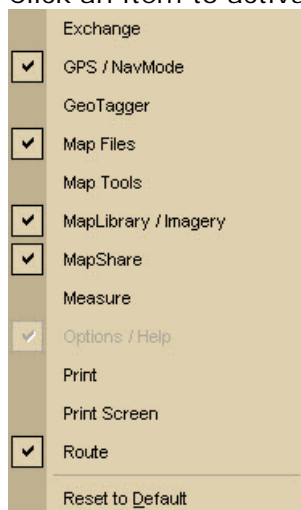 Click an item to activa
Exchange
GPS / NavMode
GeoTagger
Map Files
Map Tools
MapLibrary / Imagery
MapShare
Measure
Options / Help
Print
Print Screen
Route
Reset to Default